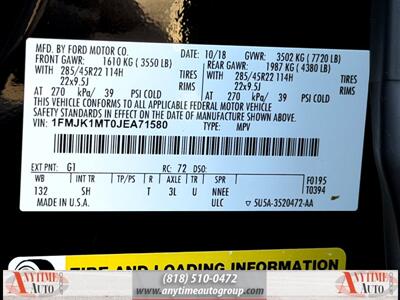 MFD. BY FORD MOTOR CO.
10/18 GVWR: 3502 KG (7720 LB)
FRONT GAWR: 1610 KG (3550 LB)
REAR GAWR: 1987 KG (4380 LB)
WITH 285/45R22 114H TIRES WITH 285/45R22 114H TIRES
22x9.5J RIMS 22x9.5J RIMS
AT 270 kPa/ 39 PSI COLD AT 270 kPa/ 39 PSI COLD
THIS VEHICLE CONFORMS TO ALL APPLICABLE FEDERAL MOTOR VEHICLE
SAFETY STANDARDS IN EFFECT ON THE DATE OF MANUFACTURE SHOWN ABOVE.
VIN: 1FMJK1MT0JEA71580 TYPE: MPV
EXT PNT: G1 RC: 72 DSO:
WB INT TR TP/PS R AXLE TR SPR F0195
132 SH T 3L U NNEE T0394
MADE IN U.S.A. ULC 5U5A-3520472-AA
TIRE AND LOADING INFORMATION
ANYTIME AUTO
(818) 510-0472
www.anytimeautogroup.com
ANYTIME AUTO